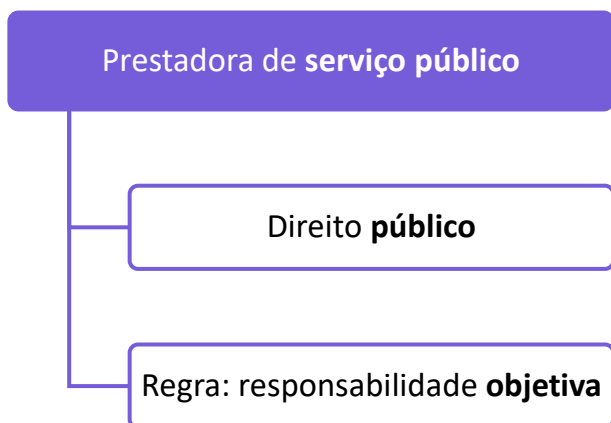 Prestadora de serviço público
Direito público
Regra: responsabilidade objetiva